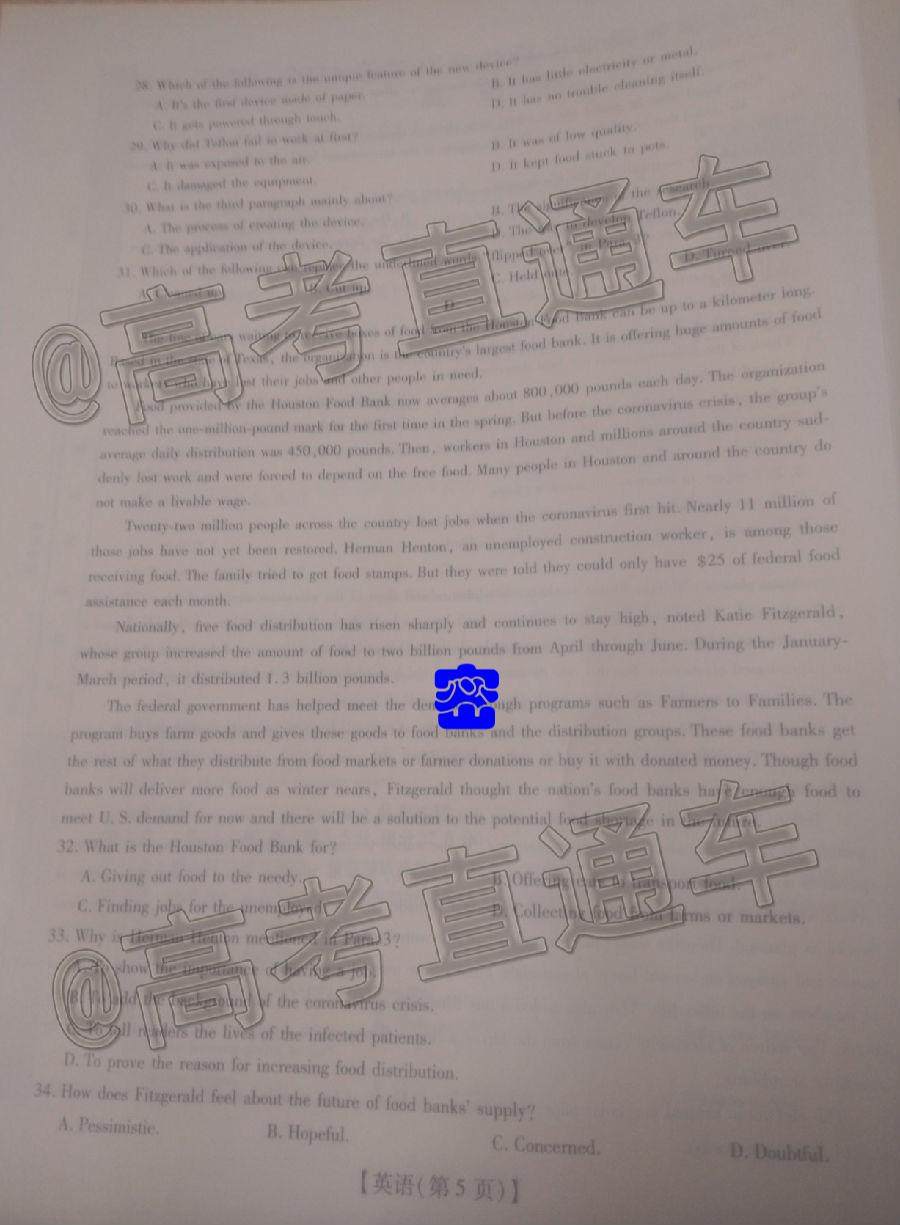 28. Which of the following is the unique feature of the new device?
A. It's the first device made of paper.
B. It has little electricity or metal.
C. It gets powered through touch.
D. It has no trouble cleaning itself.
29. Why did Teflon fail to work at first?
A. It was exposed to the air.
B. It was of low quality.
C. It damaged the equipment.
D. It kept food stuck to pots.
30. What is the third paragraph mainly about?
A. The process of creating the device.
B. The significance of the research.
C. The application of the device.
D. The to develop Teflon.
31. Which of the following can replace the underlined words "flipped over" in Para.
A. Cleaned up.
B. Cut up.
C. Held out.
D. Turned over.
D
The line of cars waiting to receive boxes of food from the Houston Food Bank can be up to a kilometer long.
Based in the state of Texas, the organization is the country's largest food bank. It is offering huge amounts of food
to workers who have lost their jobs and other people in need.
Food provided by the Houston Food Bank now averages about 800,000 pounds each day. The organization
reached the one-million-pound mark for the first time in the spring. But before the coronavirus crisis, the group's
average daily distribution was 450,000 pounds. Then, workers in Houston and millions around the country sud-
denly lost work and were forced to depend on the free food. Many people in Houston and around the country do
not make a livable wage.
Twenty-two million people across the country lost jobs when the coronavirus first hit. Nearly 11 million of
those jobs have not yet been restored. Herman Henton, an unemployed construction worker, is among those
receiving food. The family tried to get food stamps. But they were told they could only have $25 of federal food
assistance each month.
Nationally, free food distribution has risen sharply and continues to stay high, noted Katie Fitzgerald,
whose group increased the amount of food to two billion pounds from April through June. During the January-
March period, it distributed 1.3 billion pounds.
The federal government has helped meet the through programs such as Farmers to Families. The
program buys farm goods and gives these goods to food banks and the distribution groups. These food banks get
the rest of what they distribute from food markets or farmer donations or buy it with donated money. Though food
banks will deliver more food as winter nears, Fitzgerald thought the nation's food banks have enough food to
meet U.S. demand for now and there will be a solution to the potential food shortage in the future.
32. What is the Houston Food Bank for?
A. Giving out food to the needy.
B. Offering cars to transport food.
C. Finding jobs for the unemployed.
D. Collecting food from farms or markets.
33. Why is Herman Henton mentioned in Para. 3?
A. To show the importance of having a job.
B. To add the background of the coronavirus crisis.
C. To tell readers the lives of the infected patients.
D. To prove the reason for increasing food distribution.
34. How does Fitzgerald feel about the future of food banks' supply?
A. Pessimistic.
B. Hopeful.
C. Concerned.
D. Doubtful.
【英语(第5页)】
@高考直通车
@高考直通车